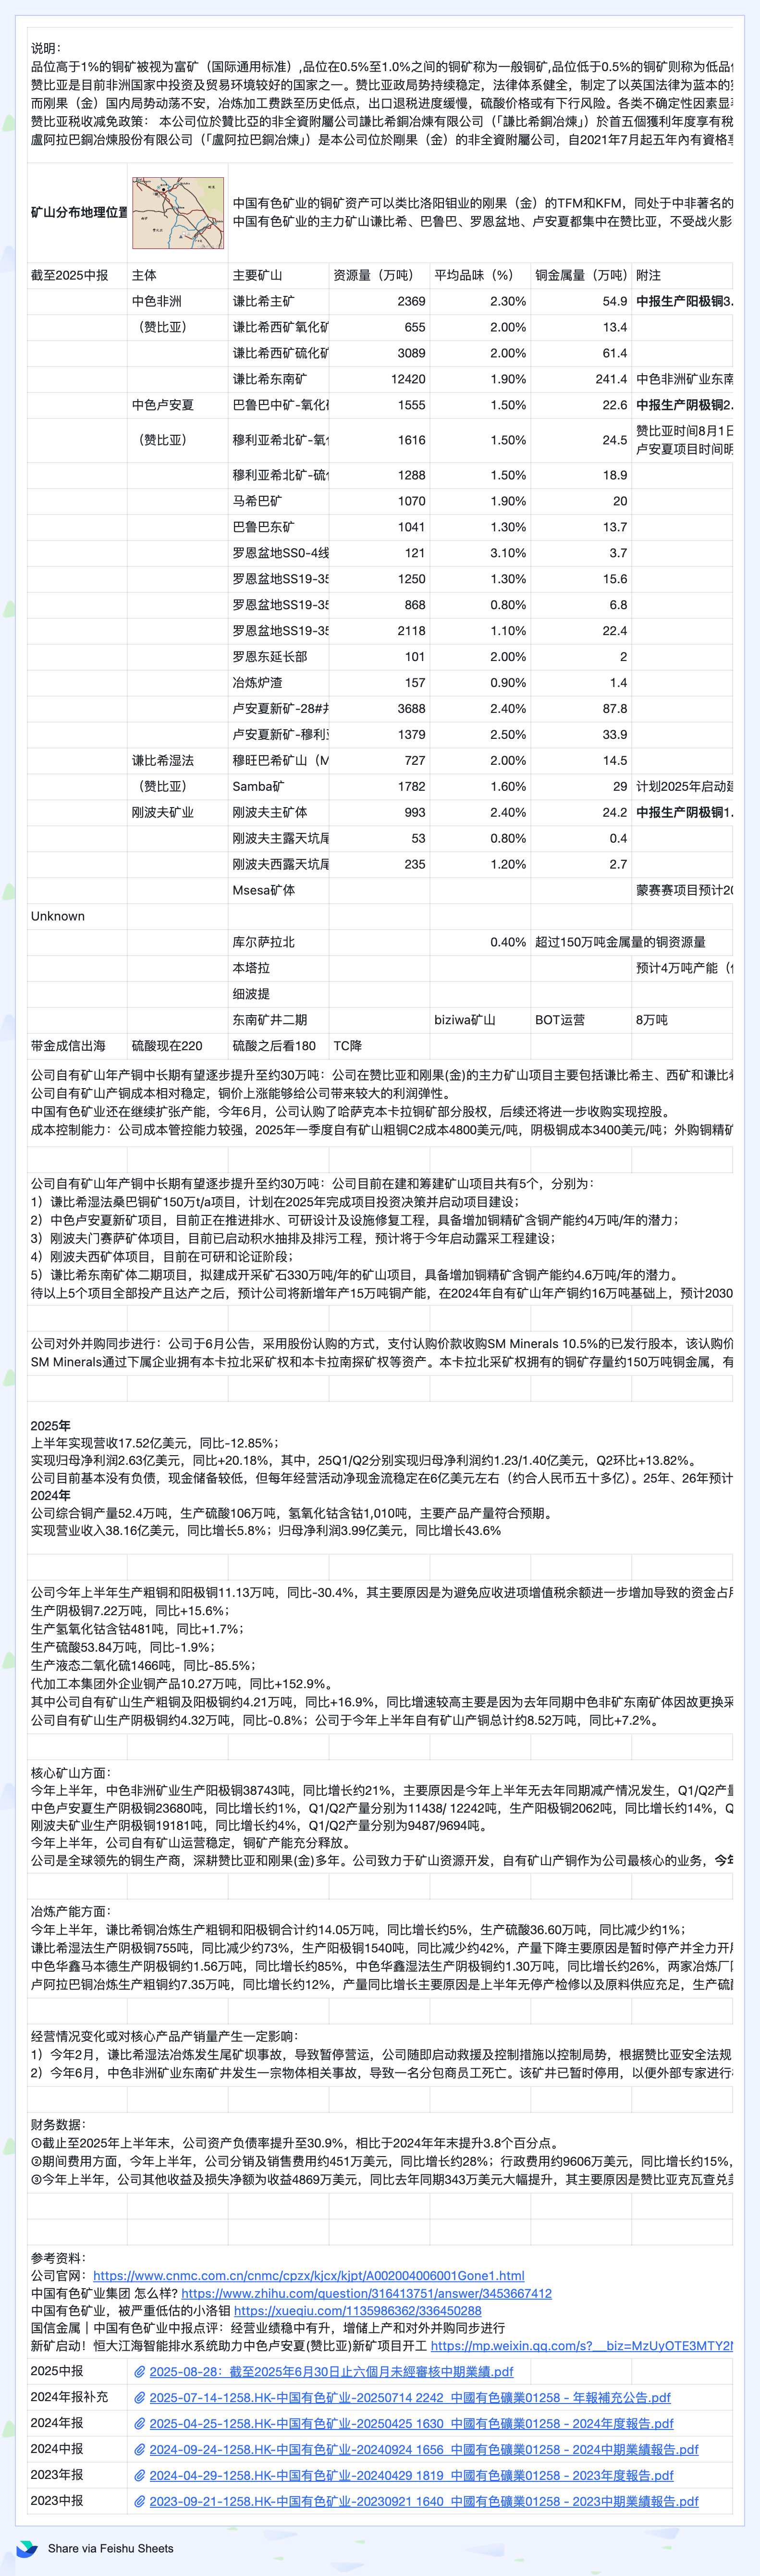 说明：
品位高于1%的铜矿被视为富矿（国际通用标准）,品位在0.5%至1.0%之间的铜矿称为一般铜矿,品位低于0.5%的铜矿则称为低品
赞比亚是目前非洲国家中投资及贸易环境较好的国家之一。赞比亚政局势持续稳定，法律体系健全，制定了以英国法律为蓝本的
而刚果（金）国内局势动荡不安，冶炼加工费跌至历史低点，出口退税进度缓慢，硫酸价格或有下行风险。各类不确定性因素显
赞比亚税收减免政策： 本公司位於贊比亞的非全資附屬公司謙比希銅冶煉有限公司（「謙比希銅冶煉」）於首五個獲利年度享有税
盧阿拉巴銅冶煉股份有限公司（「盧阿拉巴銅冶煉」）是本公司位於剛果（金）的非全資附屬公司，自2021年7月起五年內有資格
矿山分布地理位置
中国有色矿业的铜矿资产可以类比洛阳钼业的刚果（金）的TFM和KFM，同处于中非著名的
中国有色矿业的主力矿山谦比希、巴鲁巴、罗恩盆地、卢安夏都集中在赞比亚，不受战火影
截至2025中报 主体 主要矿山 资源量（万吨） 平均品味（%） 铜金属量（万吨） 附注
中色非洲 谦比希主矿 2369 2.30% 54.9 中报生产阳极铜3.
（赞比亚） 谦比希西矿氧化矿 655 2.00% 13.4
谦比希西矿硫化矿 3089 2.00% 61.4
谦比希东南矿 12420 1.90% 241.4 中色非洲矿业东南
中色卢安夏 巴鲁巴中矿-氧化 1555 1.50% 22.6 中报生产阴极铜2.
（赞比亚） 穆利亚希北矿-氧 1616 1.50% 24.5 赞比亚时间8月1日
卢安夏项目时间明
穆利亚希北矿-硫 1288 1.50% 18.9
马希巴矿 1070 1.90% 20
巴鲁巴东矿 1041 1.30% 13.7
罗恩盆地SS0-4线 121 3.10% 3.7
罗恩盆地SS19-35 1250 1.30% 15.6
罗恩盆地SS19-35 868 0.80% 6.8
罗恩盆地SS19-35 2118 1.10% 22.4
罗恩东延长部 101 2.00% 2
冶炼炉渣 157 0.90% 1.4
卢安夏新矿-28# 3688 2.40% 87.8
卢安夏新矿-穆利 1379 2.50% 33.9
谦比希湿法 穆旺巴希矿山（M 727 2.00% 14.5
（赞比亚） Samba矿 1782 1.60% 29 计划2025年启动
刚波夫矿业 刚波夫主矿体 993 2.40% 24.2 中报生产阴极铜1.
刚波夫主露天坑尾 53 0.80% 0.4
刚波夫西露天坑尾 235 1.20% 2.7
Msesa矿体 蒙赛赛项目预计20
Unknown
库尔萨拉北 0.40% 超过150万吨金属量的铜资源量
本塔拉 预计4万吨产能（
细波提
东南矿井二期 biziwa矿山 BOT运营 8万吨
带金成信出海 硫酸现在220 硫酸之后看180 TC降
公司自有矿山年产铜中长期有望逐步提升至约30万吨：公司在赞比亚和刚果(金)的主力矿山项目主要包括谦比希主、西矿和谦比
公司自有矿山产铜成本相对稳定，铜价上涨能够给公司带来较大的利润弹性。
中国有色矿业还在继续扩张产能，今年6月，公司认购了哈萨克本卡拉铜矿部分股权，后续还将进一步收购实现控股。
成本控制能力：公司成本管控能力较强，2025年一季度自有矿山粗铜C2成本4800美元/吨，阴极铜成本3400美元/吨；外购铜精矿
公司自有矿山年产铜中长期有望逐步提升至约30万吨：公司目前在建和筹建矿山项目共有5个，分别为：
1）谦比希湿法桑巴铜矿150万t/a项目，计划在2025年完成项目投资决策并启动项目建设；
2）中色卢安夏新矿项目，目前正在推进排水、可研设计及设施修复工程，具备增加铜精矿含铜产能约4万吨/年的潜力；
3）刚波夫门赛萨矿体项目，目前已启动积水抽排及排污工程，预计将于今年启动露采工程建设；
4）刚波夫西矿体项目，目前在可研和论证阶段；
5）谦比希东南矿体二期项目，拟建成开采矿石330万吨/年的矿山项目，具备增加铜精矿含铜产能约4.6万吨/年的潜力。
待以上5个项目全部投产且达产之后，预计公司将新增年产15万吨铜产能，在2024年自有矿山年产铜约16万吨基础上，预计2030
公司对外并购同步进行：公司于6月公告，采用股份认购的方式，支付认购价款收购SM Minerals 10.5%的已发行股本，该认购价
SM Minerals通过下属企业拥有本卡拉北采矿权和本卡拉南探矿权等资产。本卡拉北采矿权拥有的铜矿存量约150万吨铜金属，有
2025年
上半年实现营收17.52亿美元，同比-12.85%；
实现归母净利润2.63亿美元，同比+20.18%，其中，25Q1/Q2分别实现归母净利润约1.23/1.40亿美元，Q2环比+13.82%。
公司目前基本没有负债，现金储备较低，但每年经营活动净现金流稳定在6亿美元左右（约合人民币五十多亿）。25年、26年预计
2024年
公司综合铜产量52.4万吨，生产硫酸106万吨，氢氧化钴含钴1,010吨，主要产品产量符合预期。
实现营业收入38.16亿美元，同比增长5.8%；归母净利润3.99亿美元，同比增长43.6%
公司今年上半年生产粗铜和阳极铜11.13万吨，同比-30.4%，其主要原因是为避免应收进项增值税余额进一步增加导致的资金占
生产阴极铜7.22万吨，同比+15.6%；
生产氢氧化钴含钴481吨，同比+1.7%；
生产硫酸53.84万吨，同比-1.9%；
生产液态二氧化硫1466吨，同比-85.5%；
代加工本集团外企业铜产品10.27万吨，同比+152.9%。
其中公司自有矿山生产粗铜及阳极铜约4.21万吨，同比+16.9%，同比增速较高主要是因为去年同期中色非矿东南矿体因故更换采
公司自有矿山生产阴极铜约4.32万吨，同比-0.8%；公司于今年上半年自有矿山产铜总计约8.52万吨，同比+7.2%。
核心矿山方面：
今年上半年，中色非洲矿业生产阳极铜38743吨，同比增长约21%，主要原因是今年上半年无去年同期减产情况发生，Q1/Q2产
中色卢安夏生产阴极铜23680吨，同比增长约1%，Q1/Q2产量分别为11438/ 12242吨，生产阳极铜2062吨，同比增长约14%，Q
刚波夫矿业生产阴极铜19181吨，同比增长约4%，Q1/Q2产量分别为9487/9694吨。
今年上半年，公司自有矿山运营稳定，铜矿产能充分释放。
公司是全球领先的铜生产商，深耕赞比亚和刚果(金)多年。公司致力于矿山资源开发，自有矿山产铜作为公司最核心的业务，今年
冶炼产能方面：
今年上半年，谦比希铜冶炼生产粗铜和阳极铜合计约14.05万吨，同比增长约5%，生产硫酸36.60万吨，同比减少约1%；
谦比希湿法生产阴极铜755吨，同比减少约73%，生产阳极铜1540吨，同比减少约42%，产量下降主要原因是暂时停产并全力开
中色华鑫马本德生产阴极铜约1.56万吨，同比增长约85%，中色华鑫湿法生产阴极铜约1.30万吨，同比增长约26%，两家冶炼厂
卢阿拉巴铜冶炼生产粗铜约7.35万吨，同比增长约12%，产量同比增长主要原因是上半年无停产检修以及原料供应充足，生产硫
经营情况变化或对核心产品产销量产生一定影响：
1）今年2月，谦比希湿法冶炼发生尾矿坝事故，导致暂停营运，公司随即启动救援及控制措施以控制局势，根据赞比亚安全法规
2）今年6月，中色非洲矿业东南矿井发生一宗物体相关事故，导致一名分包商员工死亡。该矿井已暂时停用，以便外部专家进行
财务数据：
①截止至2025年上半年末，公司资产负债率提升至30.9%，相比于2024年年末提升3.8个百分点。
②期间费用方面，今年上半年，公司分销及销售费用约451万美元，同比增长约28%；行政费用约9606万美元，同比增长约15%，
③今年上半年，公司其他收益及损失净额为收益4869万美元，同比去年同期343万美元大幅提升，其主要原因是赞比亚克瓦查兑
参考资料：
公司官网：https://www.cnmc.com.cn/cnmc/cpzx/kjcx/kjpt/A002004006001Gone1.html
中国有色矿业集团 怎么样? https://www.zhihu.com/question/316413751/answer/3453667412
中国有色矿业，被严重低估的小洛钼 https://xueqiu.com/1135986362/336450288
国信金属｜中国有色矿业中报点评：经营业绩稳中有升，增储上产和对外并购同步进行
新矿启动！恒大江海智能排水系统助力中色卢安夏(赞比亚)新矿项目开工 https://mp.weixin.qq.com/s?__biz=MzUyOTE3MTY2
2025中报 2025-08-28：截至2025年6月30日止六個月未經審核中期業績.pdf
2024年报补充 2025-07-14-1258.HK-中国有色矿业-20250714 2242 中國有色礦業01258 - 年報補充公告.pdf
2024年报 2025-04-25-1258.HK-中国有色矿业-20250425 1630 中國有色礦業01258 - 2024年度報告.pdf
2024中报 2024-09-24-1258.HK-中国有色矿业-20240924 1656 中國有色礦業01258 - 2024中期業績報告.pdf
2023年报 2024-04-29-1258.HK-中国有色矿业-20240429 1819 中國有色礦業01258 - 2023年度報告.pdf
2023中报 2023-09-21-1258.HK-中国有色矿业-20230921 1640 中國有色礦業01258 - 2023中期業績報告.pdf
Share via Feishu Sheets